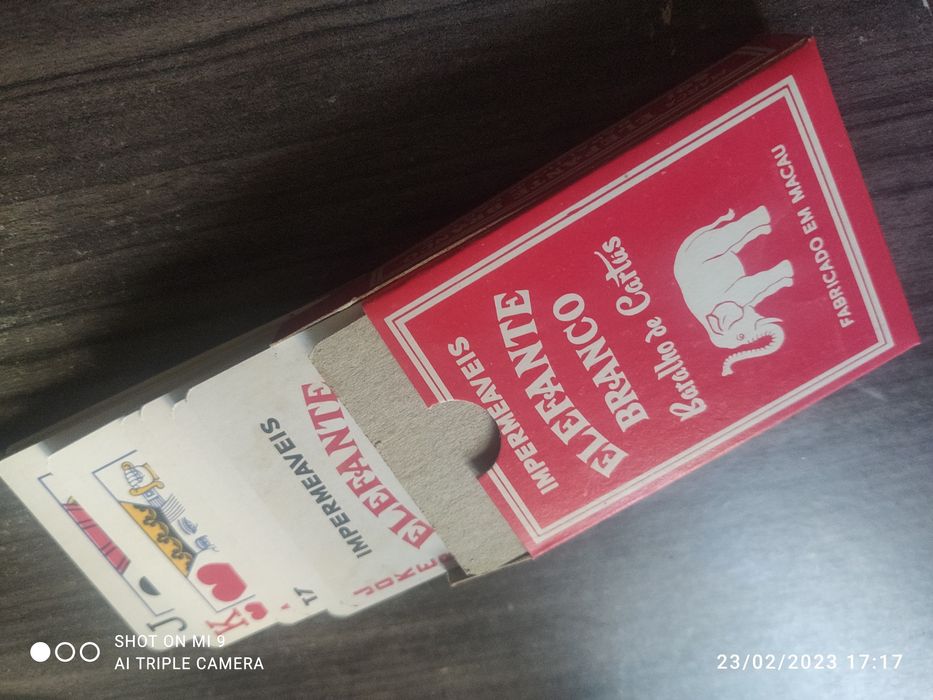 IMPERMEAVEIS
ELEFANTE
BRANCO
Baralho de Cartas
FABRICADO EM MACAU
17
IMPERMEAVEIS
ELEFANTE
JOKE
J
K
SHOT ON MI 9
AI TRIPLE CAMERA
23/02/2023 17:17